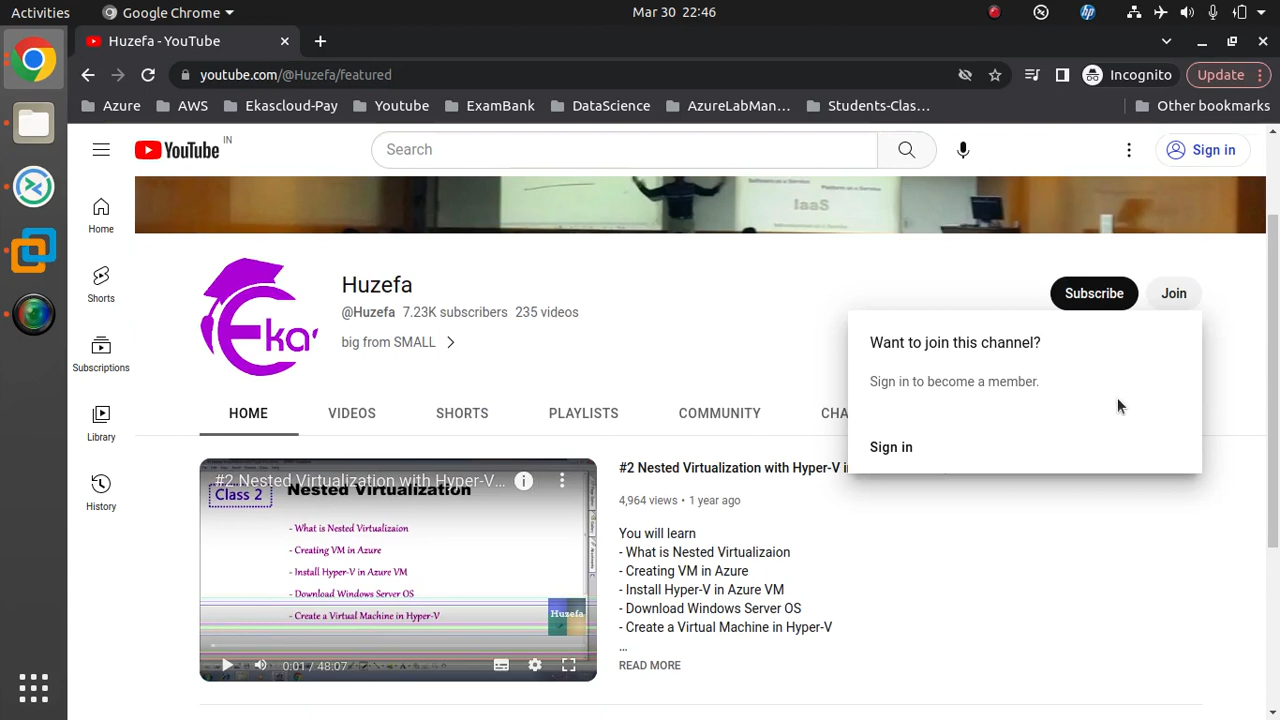 Activities Google Chrome Mar 30 22:46
Huzefa - YouTube
youtube.com/@Huzefa/featured Incognito Update
Azure AWS Ekascloud-Pay Youtube ExamBank DataScience AzureLabMan... Students-Clas... Other bookmarks
YouTube IN Search Sign in
IaaS
Home
Shorts
Subscriptions
Library
History
Eka
Huzefa
@Huzefa 7.23K subscribers 235 videos
big from SMALL
Subscribe Join
Want to join this channel?
Sign in to become a member.
Sign in
HOME VIDEOS SHORTS PLAYLISTS COMMUNITY CHA
#2 Nested Virtualization with Hyper-V...
Class 2 Nested Virtualization
- What is Nested Virtualizaion
- Creating VM in Azure
- Install Hyper-V in Azure VM
- Download Windows Server OS
- Create a Virtual Machine in Hyper-V
Huzefa
0:01 / 48:07
#2 Nested Virtualization with Hyper-V i
4,964 views • 1 year ago
You will learn
- What is Nested Virtualizaion
- Creating VM in Azure
- Install Hyper-V in Azure VM
- Download Windows Server OS
- Create a Virtual Machine in Hyper-V
...
READ MORE